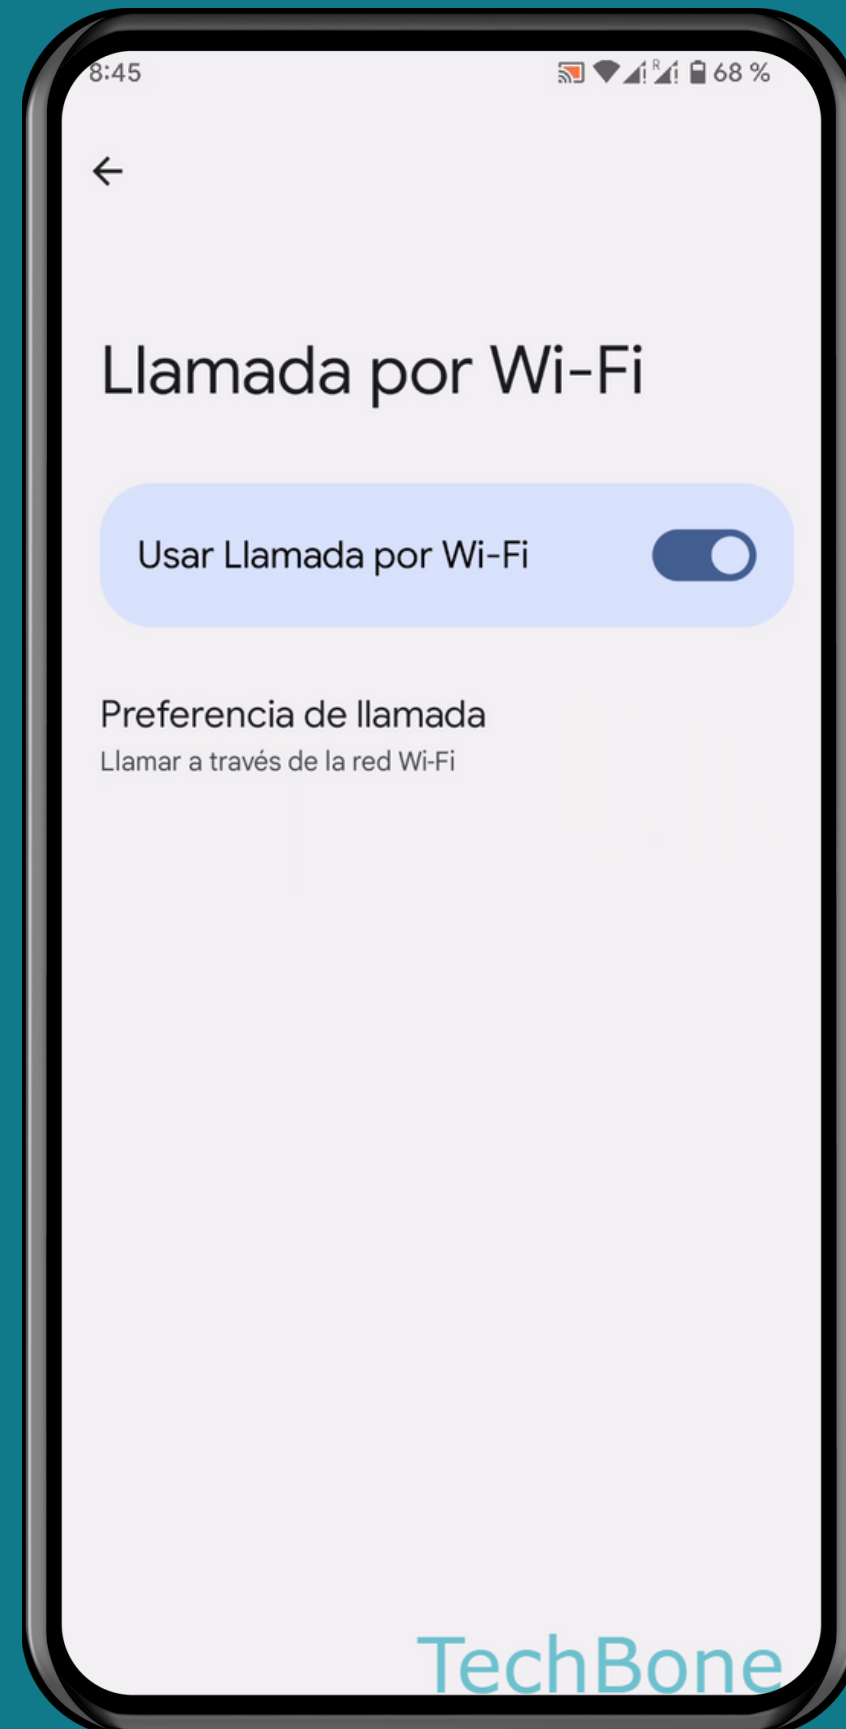 8:45 R 68 %
Llamada por Wi-Fi
Usar Llamada por Wi-Fi
Preferencia de llamada
Llamar a través de la red Wi-Fi
TechBone